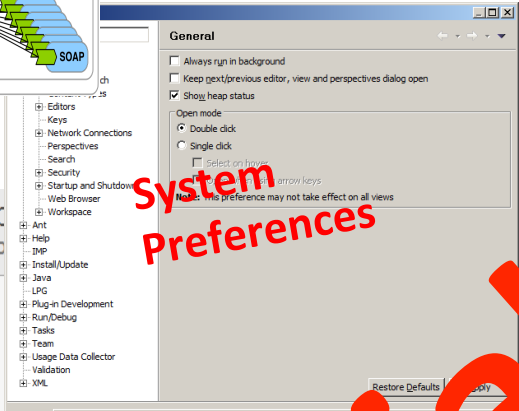 SOAP
General
Always run in background
Keep next/previous editor, view and perspectives dialog open
Show heap status
Open mode
Double click
Single click
Select on hover
arrow keys
Note: This preference may not take effect on all views
Editors
Keys
Network Connections
Perspectives
Search
Security
Startup and Shutdown
Web Browser
Workspace
Ant
Help
IMP
Install/Update
Java
LPG
Plug-in Development
Run/Debug
Tasks
Team
Usage Data Collector
Validation
XML
System
Preferences
Restore Defaults